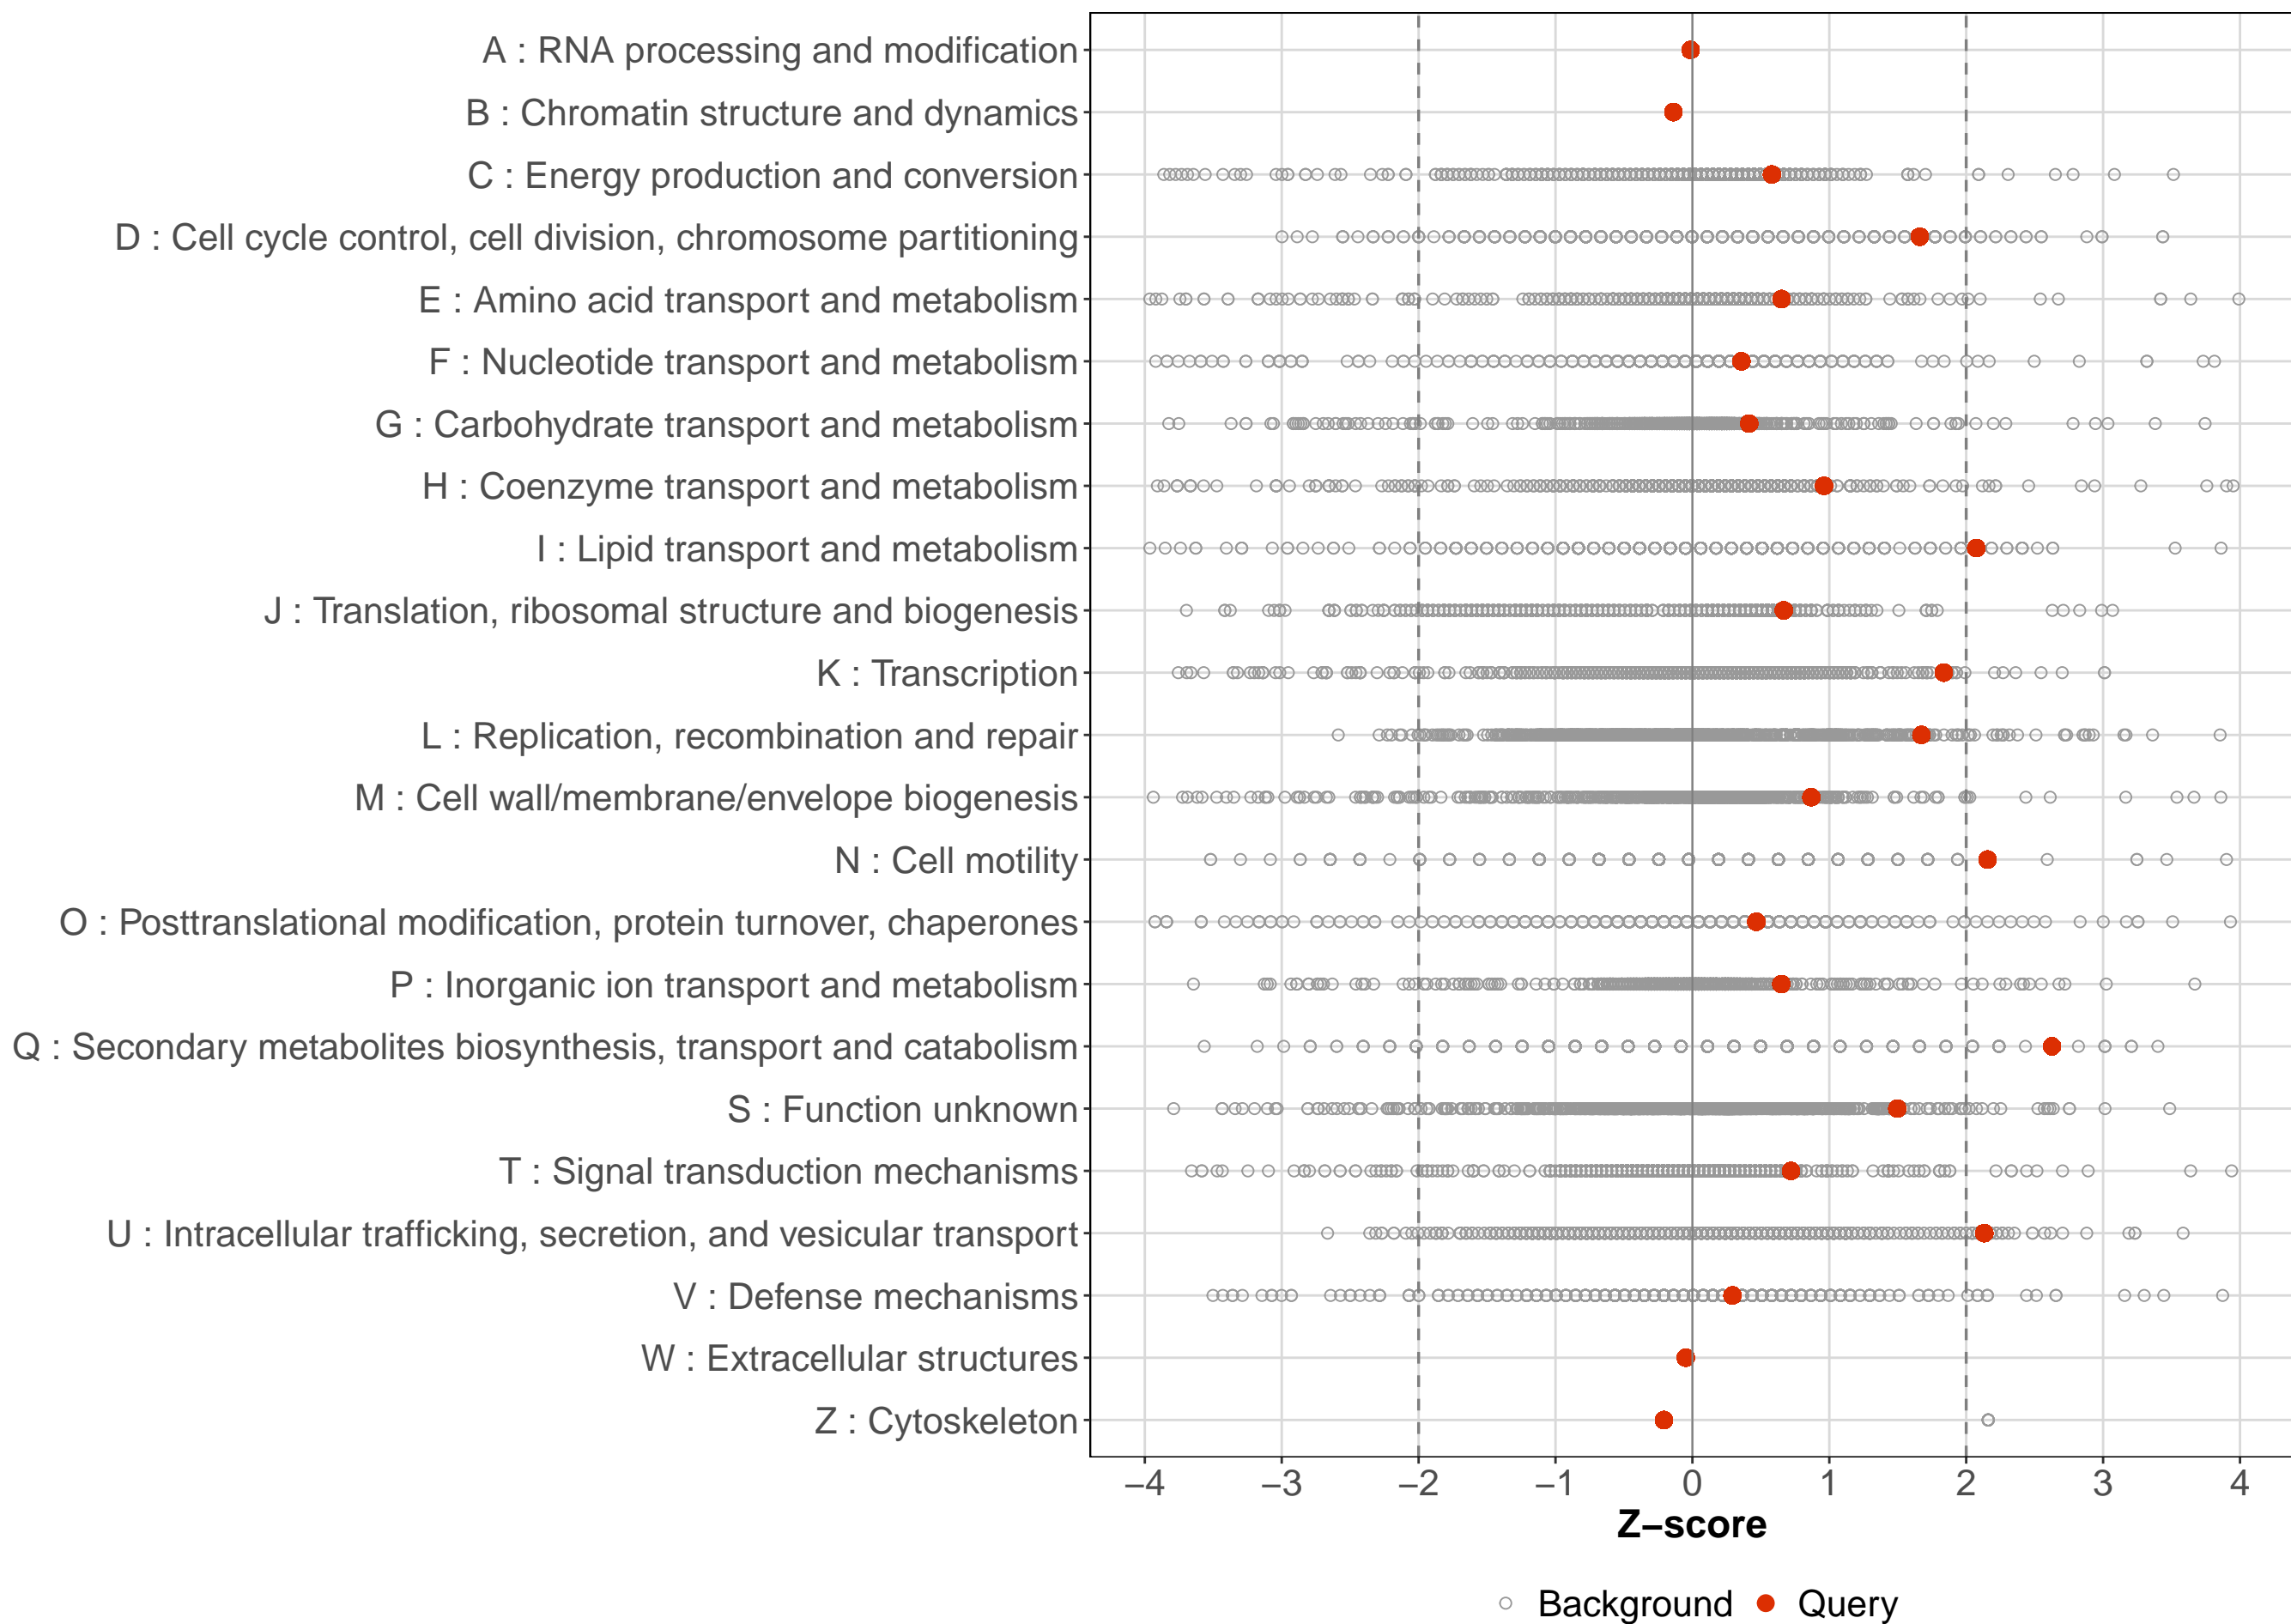 A : RNA processing and modification
B : Chromatin structure and dynamics
C : Energy production and conversion
D : Cell cycle control, cell division, chromosome partitioning
E : Amino acid transport and metabolism
F : Nucleotide transport and metabolism
G : Carbohydrate transport and metabolism
H : Coenzyme transport and metabolism
I : Lipid transport and metabolism
J : Translation, ribosomal structure and biogenesis
K : Transcription
L : Replication, recombination and repair
M : Cell wall/membrane/envelope biogenesis
N : Cell motility
O : Posttranslational modification, protein turnover, chaperones
P : Inorganic ion transport and metabolism
Q : Secondary metabolites biosynthesis, transport and catabolism
S : Function unknown
T : Signal transduction mechanisms
U : Intracellular trafficking, secretion, and vesicular transport
V : Defense mechanisms
W : Extracellular structures
Z : Cytoskeleton
−4 −3 −2 −1 0 1 2 3 4
Z−score
Background Query